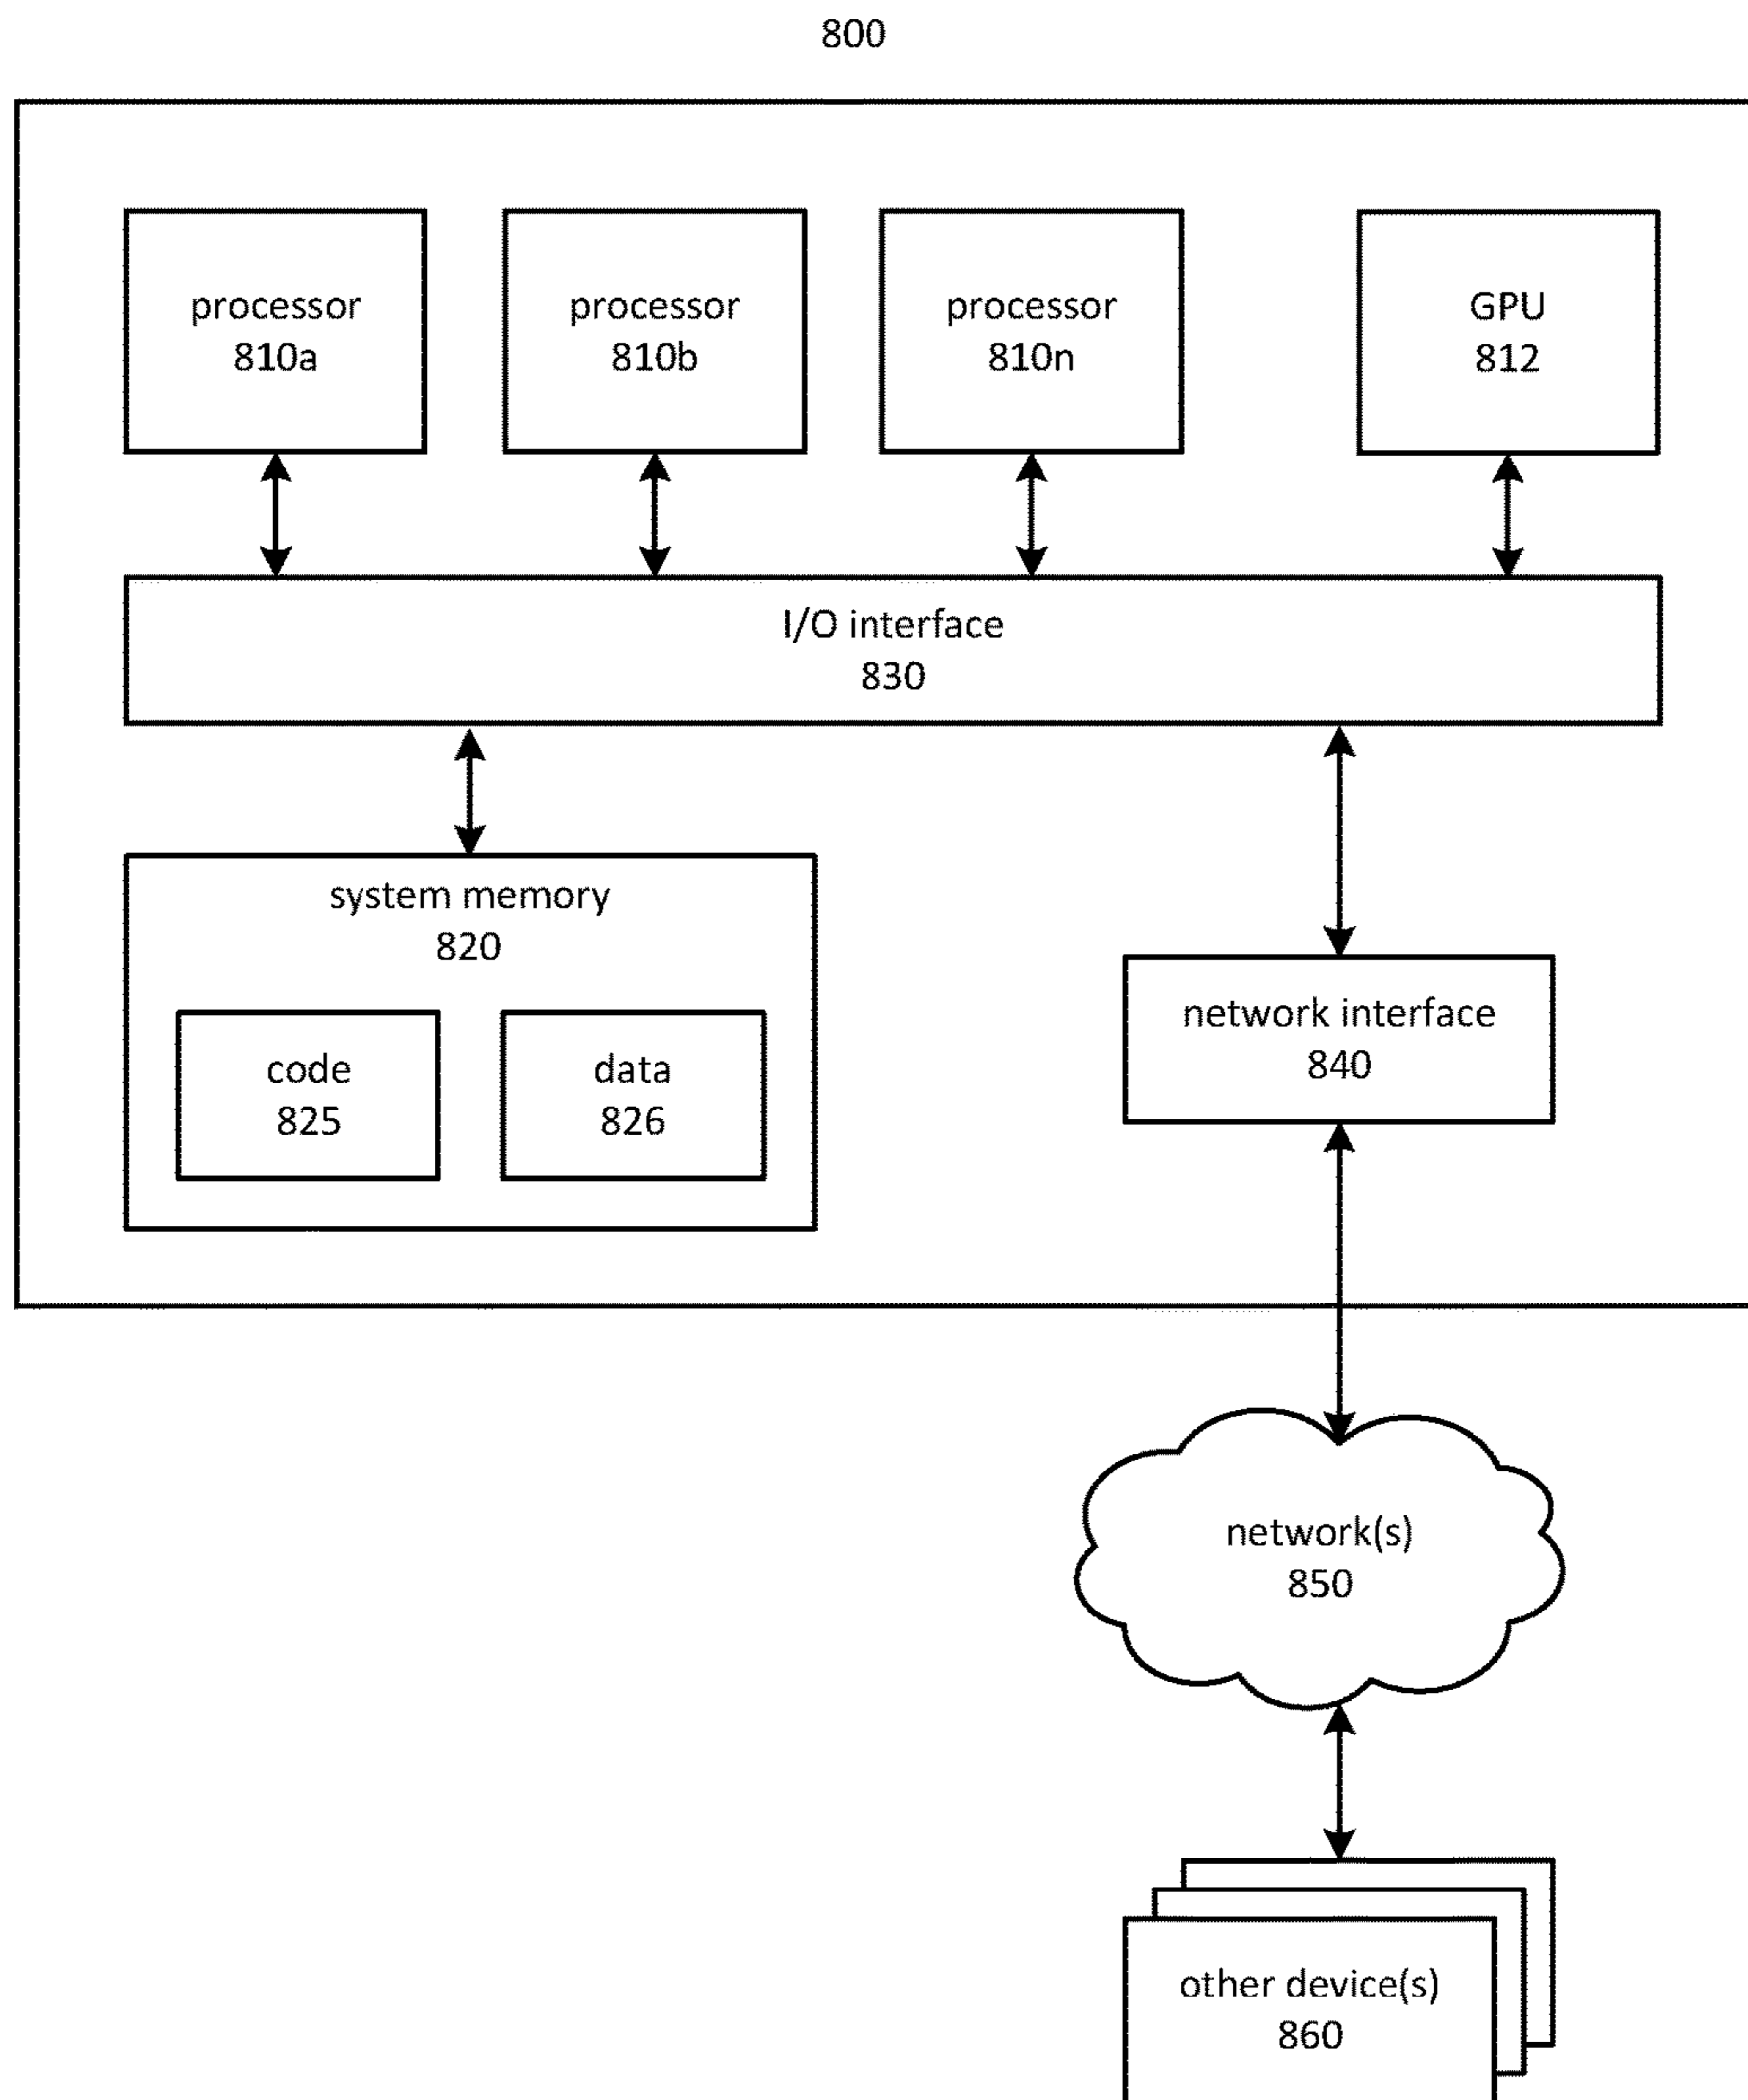 800
processor
810a
processor
810b
processor
810n
GPU
812
I/O interface
830
system memory
820
code
825
data
826
network interface
840
network(s)
850
other device(s)
860